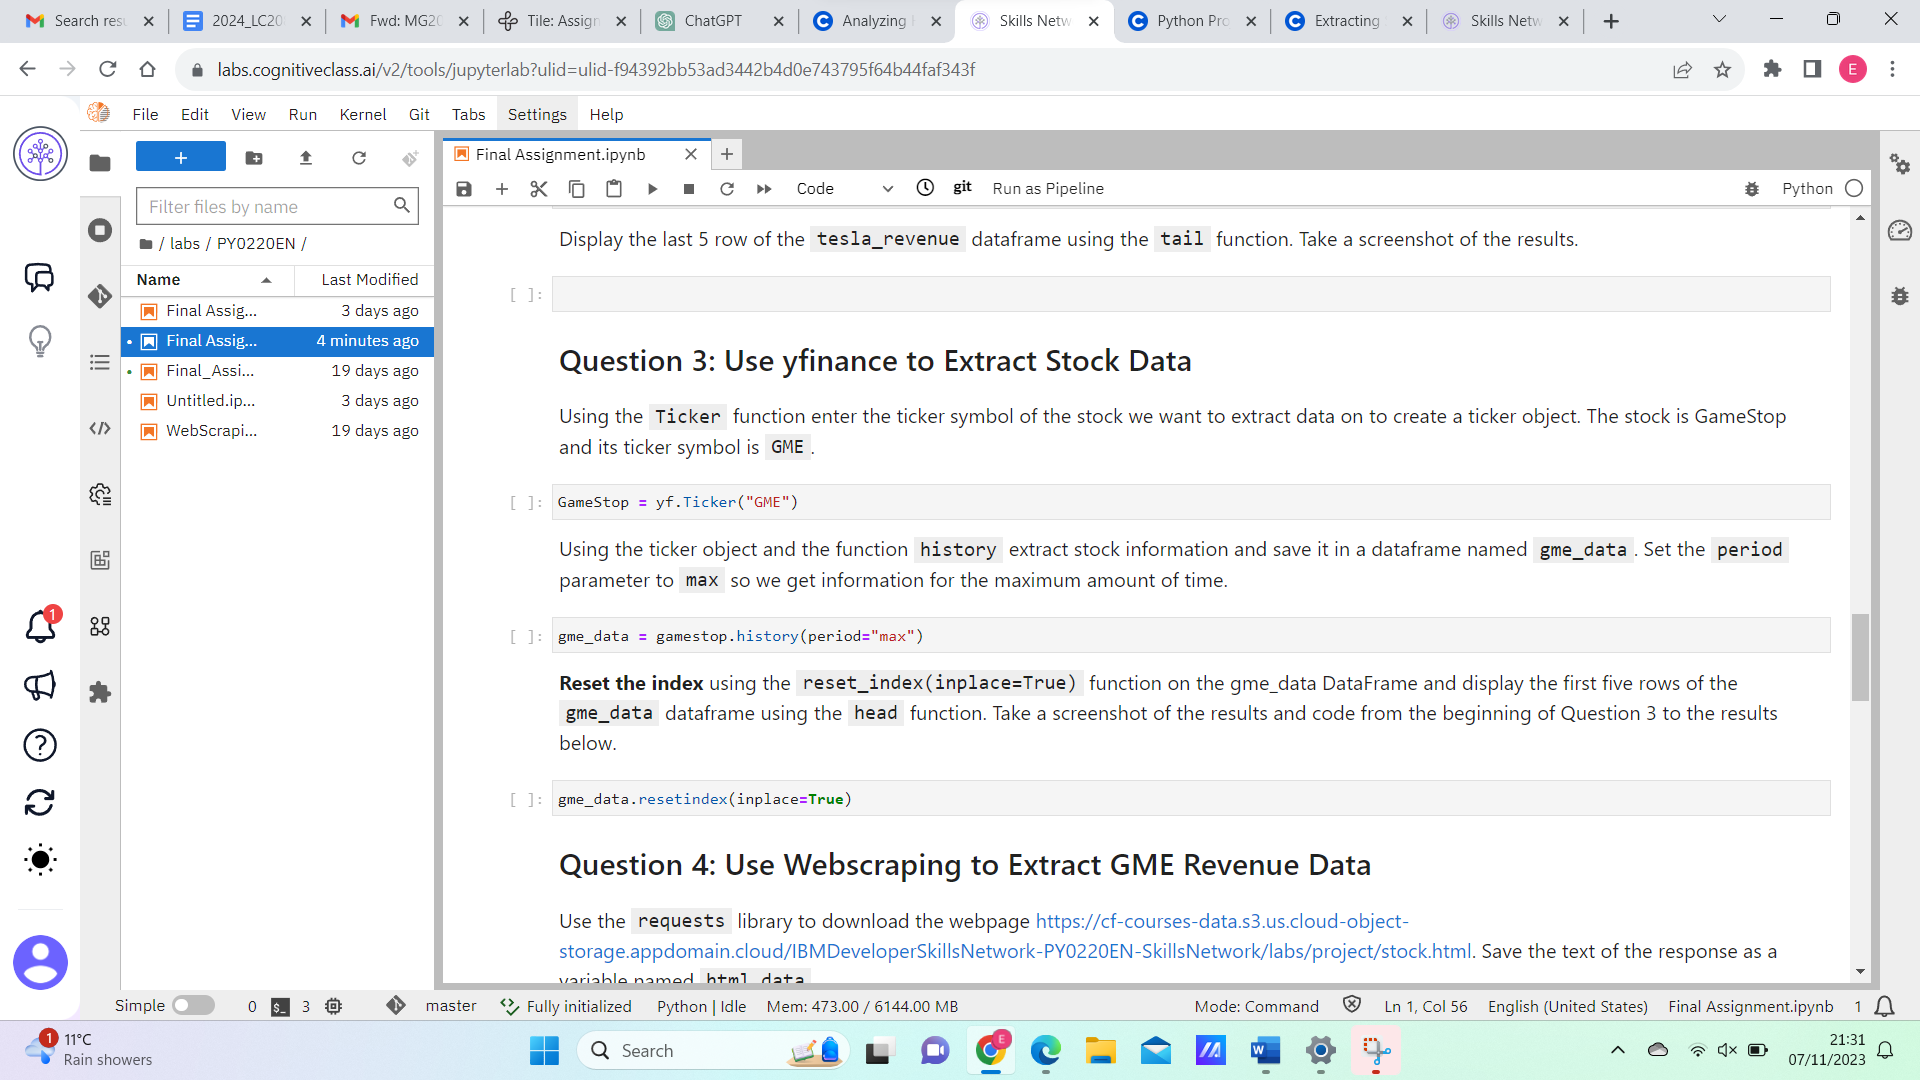 Search resu
2024_LC20
Fwd: MG20
Tile: Assign
ChatGPT
Analyzing
Skills Netw
Python Pro
Extracting
Skills Netw
labs.cognitiveclass.ai/v2/tools/jupyterlab?ulid=ulid-f94392bb53ad3442b4d0e743795f64b44faf343f
E
File Edit View Run Kernel Git Tabs Settings Help
Final Assignment.ipynb
Code
git
Run as Pipeline
Python
Filter files by name
/ labs / PY0220EN /
Name Last Modified
Final Assig... 3 days ago
Final Assig... 4 minutes ago
Final_Assi... 19 days ago
Untitled.ip... 3 days ago
WebScrapi... 19 days ago
1
Display the last 5 row of the tesla_revenue dataframe using the tail function. Take a screenshot of the results.
[ ]:
Question 3: Use yfinance to Extract Stock Data
Using the Ticker function enter the ticker symbol of the stock we want to extract data on to create a ticker object. The stock is GameStop
and its ticker symbol is GME .
[ ]: GameStop = yf.Ticker("GME")
Using the ticker object and the function history extract stock information and save it in a dataframe named gme_data . Set the period
parameter to max so we get information for the maximum amount of time.
[ ]: gme_data = gamestop.history(period="max")
Reset the index using the reset_index(inplace=True) function on the gme_data DataFrame and display the first five rows of the
gme_data dataframe using the head function. Take a screenshot of the results and code from the beginning of Question 3 to the results
below.
[ ]: gme_data.resetindex(inplace=True)
Question 4: Use Webscraping to Extract GME Revenue Data
Use the requests library to download the webpage https://cf-courses-data.s3.us.cloud-object-
storage.appdomain.cloud/IBMDeveloperSkillsNetwork-PY0220EN-SkillsNetwork/labs/project/stock.html. Save the text of the response as a
variable named html_data
Simple 0 3 master Fully initialized Python | Idle Mem: 473.00 / 6144.00 MB Mode: Command Ln 1, Col 56 English (United States) Final Assignment.ipynb 1
1
11°C
Rain showers
Search
E
21:31
07/11/2023